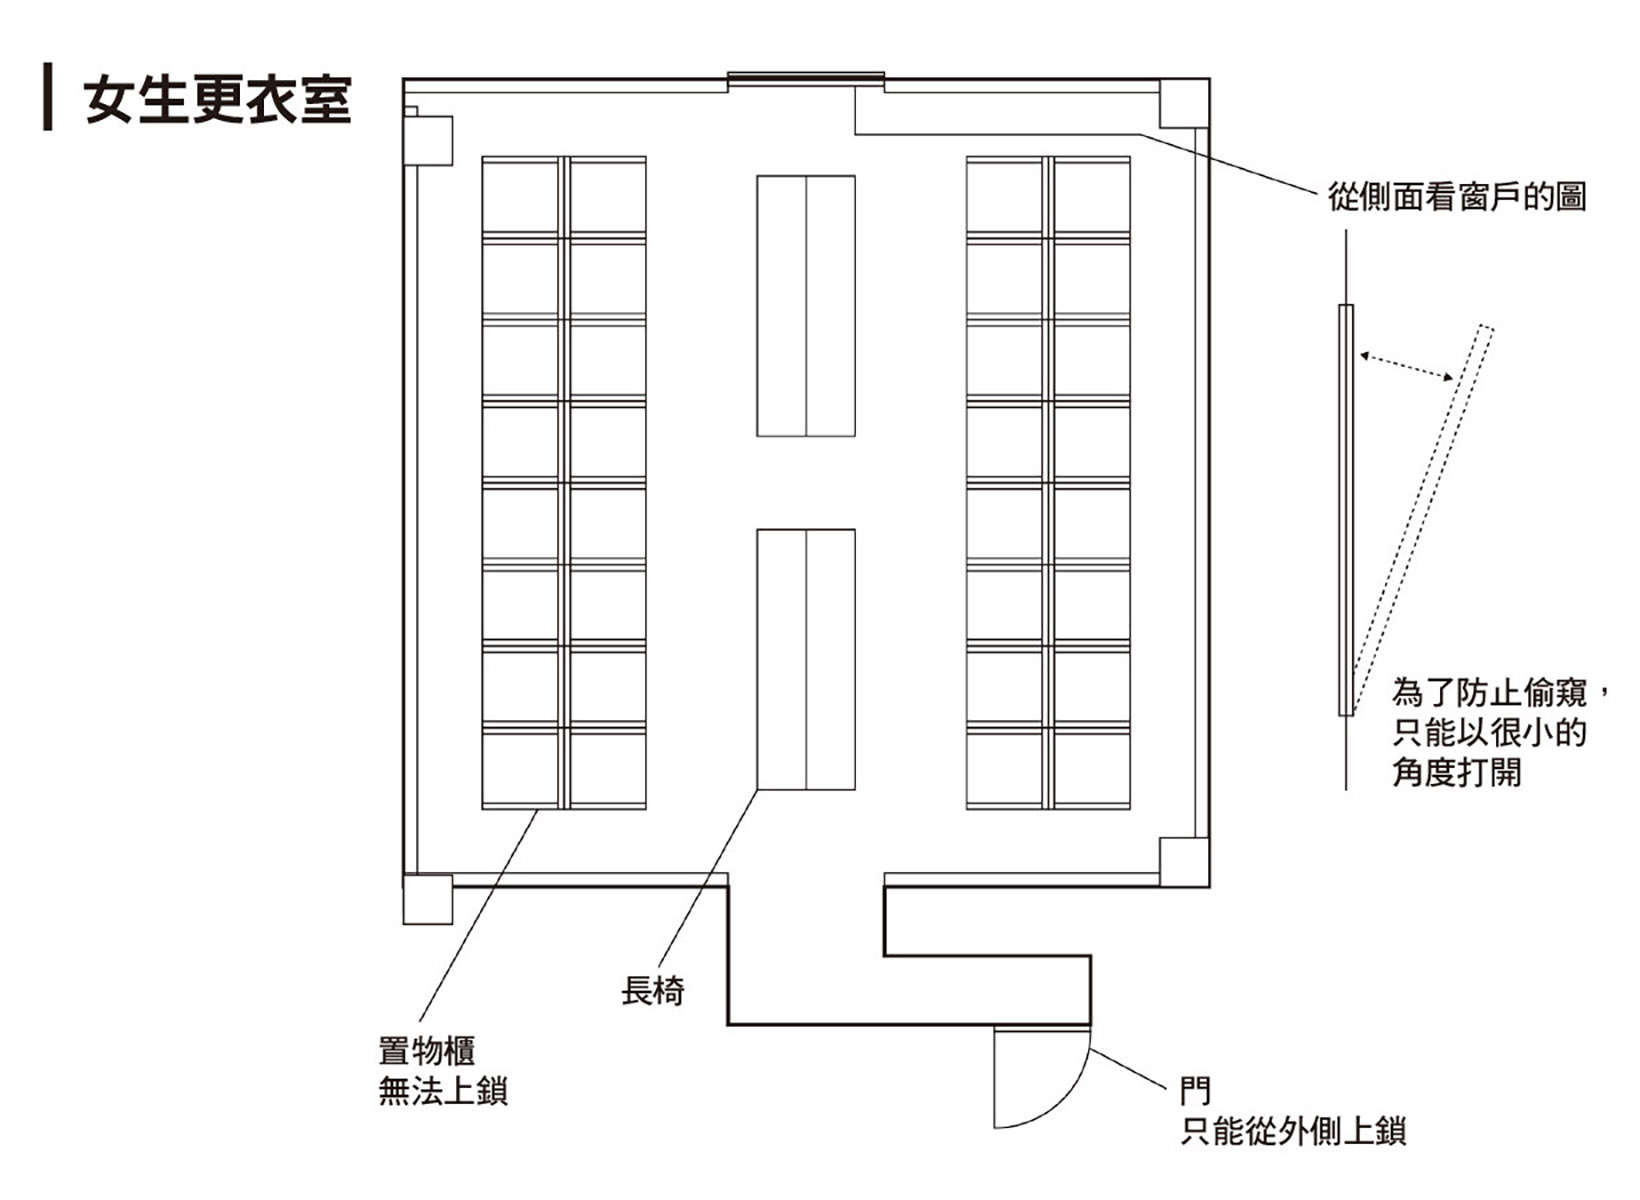 女生更衣室
從側面看窗戶的圖
為了防止偷窺，
只能以很小的
角度打開
長椅
置物櫃
無法上鎖
門
只能從外側上鎖